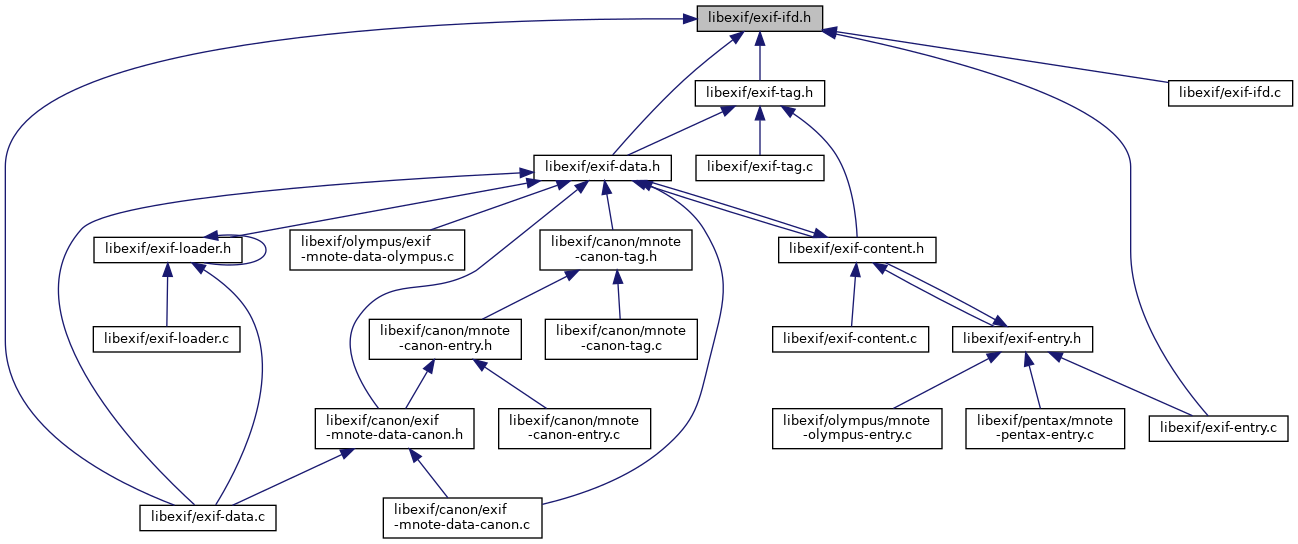 libexif/exif-ifd.h
libexif/exif-tag.h
libexif/exif-ifd.c
libexif/exif-data.h
libexif/exif-tag.c
libexif/exif-loader.h
libexif/olympus/exif
-mnote-data-olympus.c
libexif/canon/mnote
-canon-tag.h
libexif/exif-content.h
libexif/exif-loader.c
libexif/canon/mnote
-canon-entry.h
libexif/canon/mnote
-canon-tag.c
libexif/exif-content.c
libexif/exif-entry.h
libexif/canon/exif
-mnote-data-canon.h
libexif/canon/mnote
-canon-entry.c
libexif/olympus/mnote
-olympus-entry.c
libexif/pentax/mnote
-pentax-entry.c
libexif/exif-entry.c
libexif/exif-data.c
libexif/canon/exif
-mnote-data-canon.c